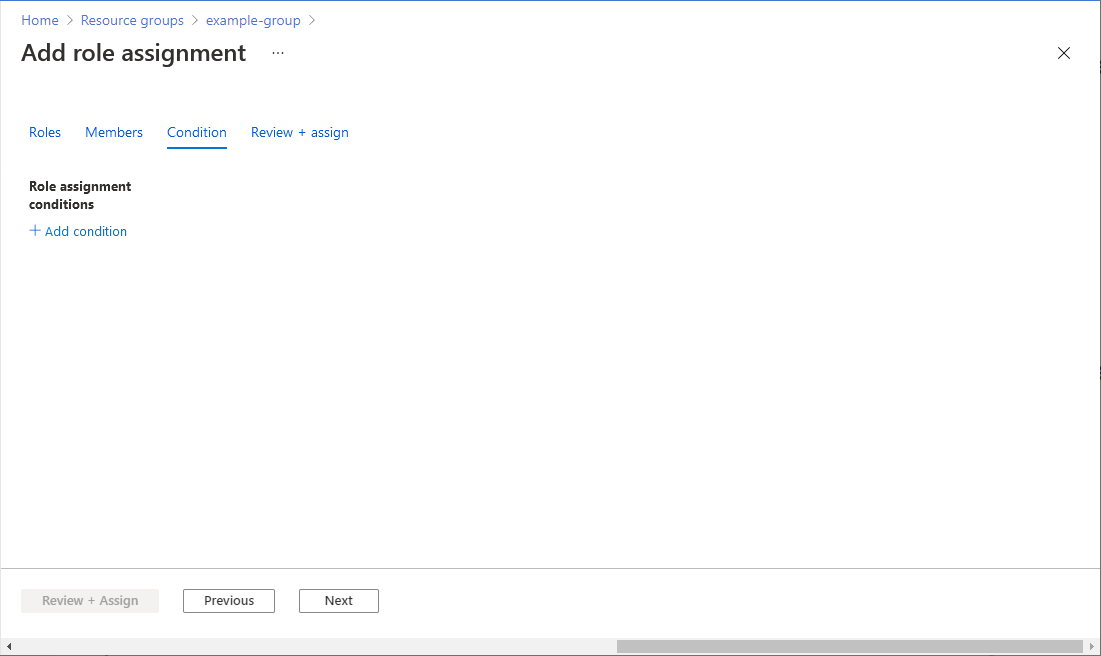 Home > Resource groups > example-group >
Add role assignment ...
Roles Members Condition Review + assign
Role assignment
conditions
+ Add condition
Review + Assign Previous Next